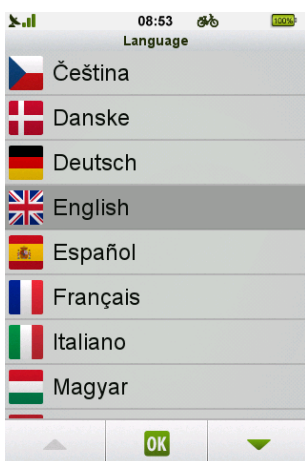 08:53
100%
Language
Čeština
Danske
Deutsch
English
Español
Français
Italiano
Magyar
OK